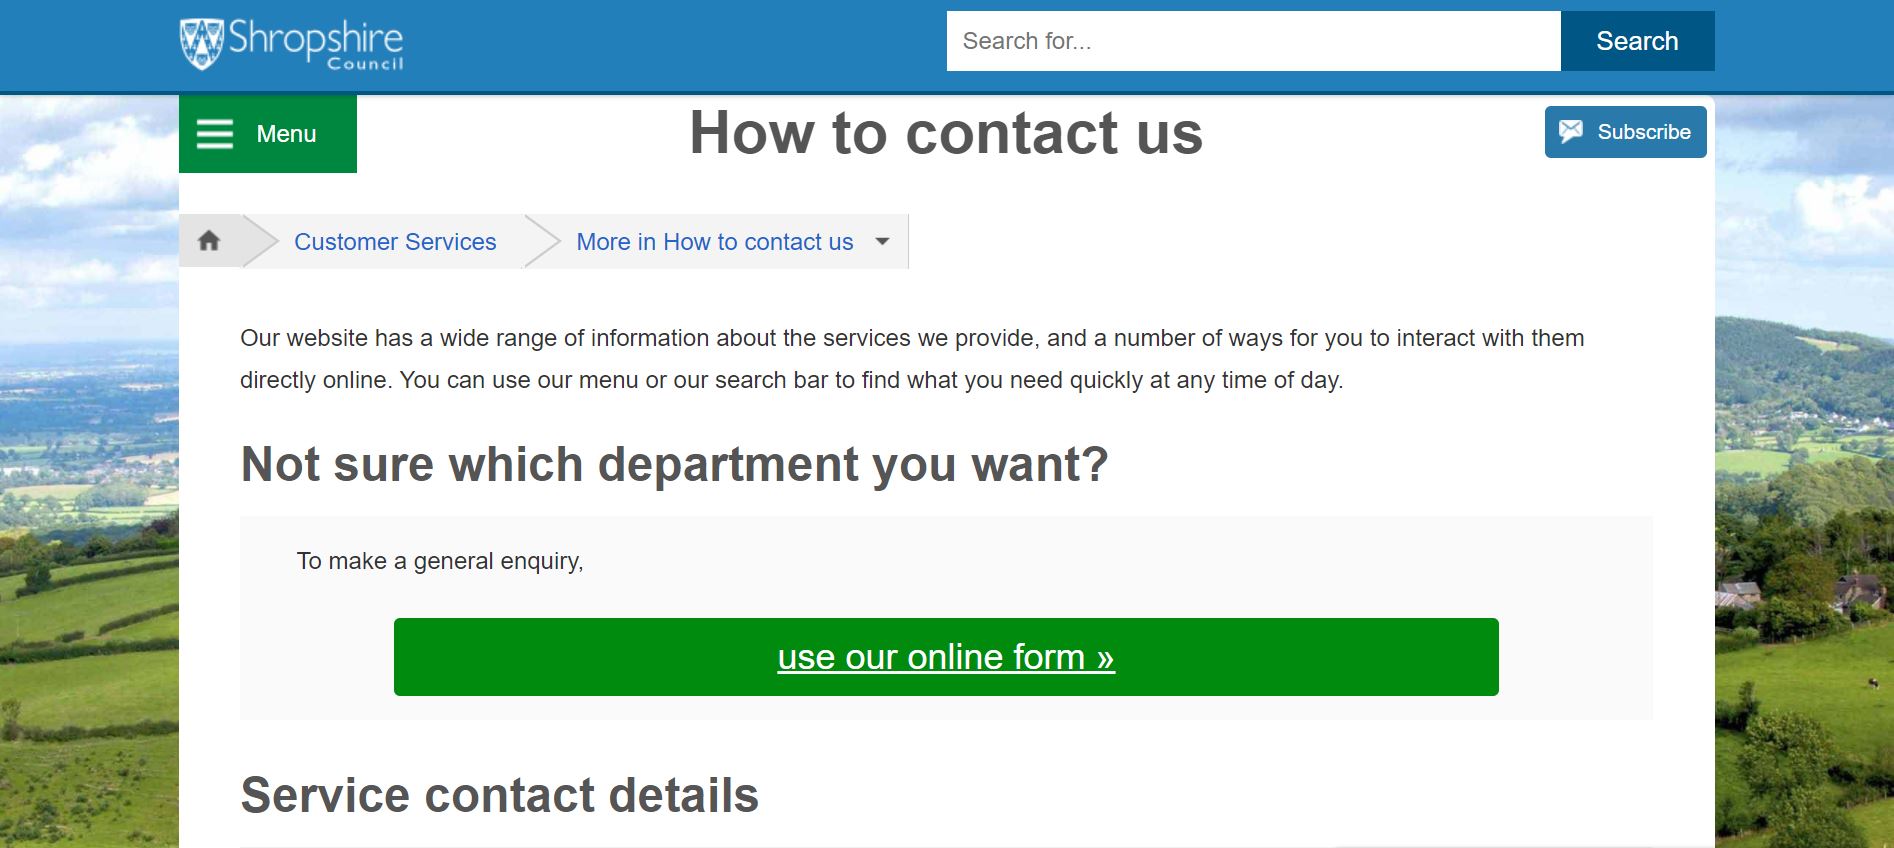 Shropshire
Council
Search for...
Search
Menu
How to contact us
Subscribe
Customer Services
More in How to contact us
Our website has a wide range of information about the services we provide, and a number of ways for you to interact with them
directly online. You can use our menu or our search bar to find what you need quickly at any time of day.
Not sure which department you want?
To make a general enquiry,
use our online form »
Service contact details